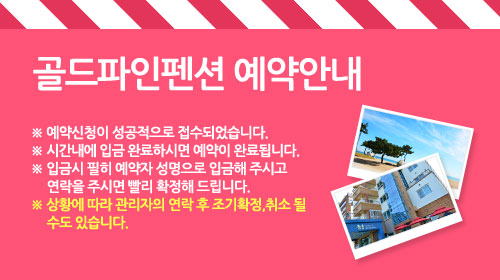 골드파인펜션 예약안내
※ 예약신청이 성공적으로 접수되었습니다.
※ 시간내에 입금 완료하시면 예약이 완료됩니다.
※ 입금시 필히 예약자 성명으로 입금해 주시고
연락을 주시면 빨리 확정해 드립니다.
※ 상황에 따라 관리자의 연락 후 조기확정,취소 될
수도 있습니다.